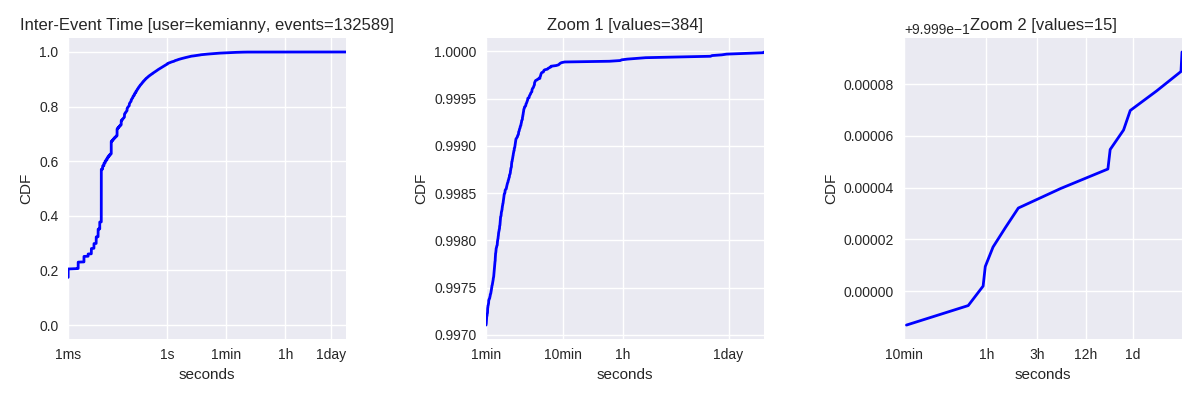 Inter-Event Time [user=kemianny, events=132589]
1.0
0.8
0.6
0.4
0.2
0.0
CDF
1ms 1s 1min 1h 1day
seconds
Zoom 1 [values=384]
1.0000
0.9995
0.9990
0.9985
0.9980
0.9975
0.9970
CDF
1min 10min 1h 1day
seconds
Zoom 2 [values=15]
+9.999e−1
0.00008
0.00006
0.00004
0.00002
0.00000
CDF
10min 1h 3h 12h 1d
seconds